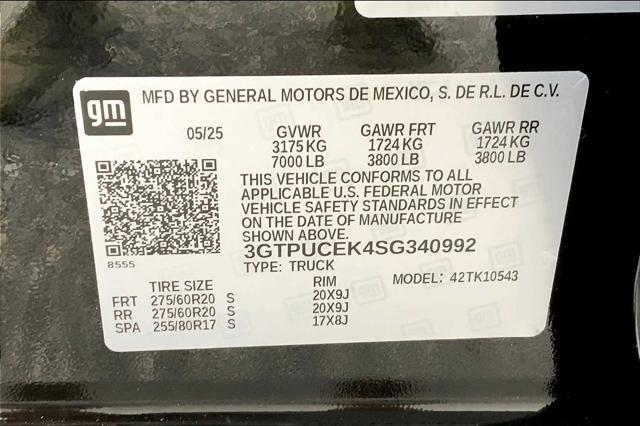 gm
MFD BY GENERAL MOTORS DE MEXICO, S. DE R.L. DE C.V.
05/25 GVWR GAWR FRT GAWR RR
3175 KG 1724 KG 1724 KG
7000 LB 3800 LB 3800 LB
THIS VEHICLE CONFORMS TO ALL
APPLICABLE U.S. FEDERAL MOTOR
VEHICLE SAFETY STANDARDS IN EFFECT
ON THE DATE OF MANUFACTURE
SHOWN ABOVE.
3GTPUCEK4SG340992
8555
TYPE: TRUCK MODEL: 42TK10543
TIRE SIZE RIM
FRT 275/60R20 S 20X9J
RR 275/60R20 S 20X9J
SPA 255/80R17 S 17X8J